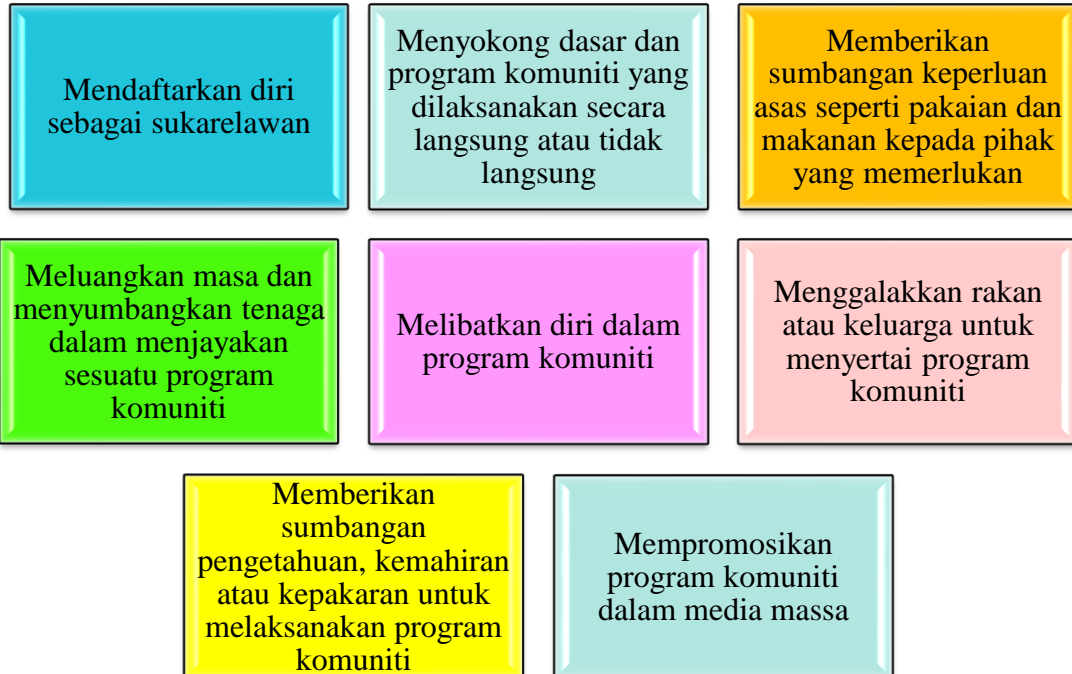 Mendaftarkan diri
sebagai sukarelawan
Menyokong dasar dan
program komuniti yang
dilaksanakan secara
langsung atau tidak
langsung
Memberikan
sumbangan keperluan
asas seperti pakaian dan
makanan kepada pihak
yang memerlukan
Meluangkan masa dan
menyumbangkan tenaga
dalam menjayakan
sesuatu program
komuniti
Melibatkan diri dalam
program komuniti
Menggalakkan rakan
atau keluarga untuk
menyertai program
komuniti
Memberikan
sumbangan
pengetahuan, kemahiran
atau kepakaran untuk
melaksanakan program
komuniti
Mempromosikan
program komuniti
dalam media massa